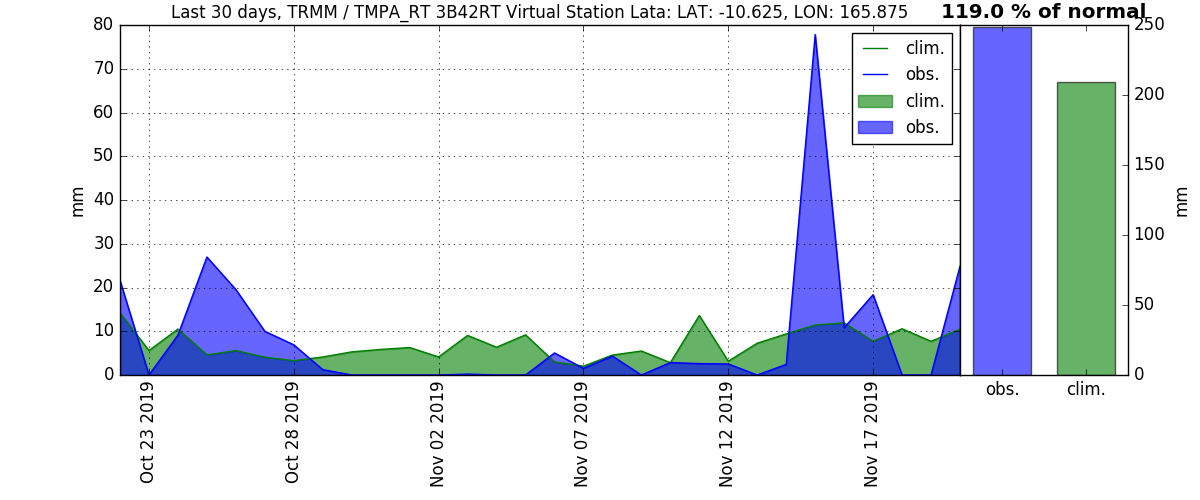 Last 30 days, TRMM / TMPA_RT 3B42RT Virtual Station Lata: LAT: -10.625, LON: 165.875
119.0 % of normal
80
70
60
50
40
30
20
10
0
mm
clim.
obs.
clim.
obs.
250
200
150
100
50
0
mm
obs.
clim.
Oct 23 2019
Oct 28 2019
Nov 02 2019
Nov 07 2019
Nov 12 2019
Nov 17 2019